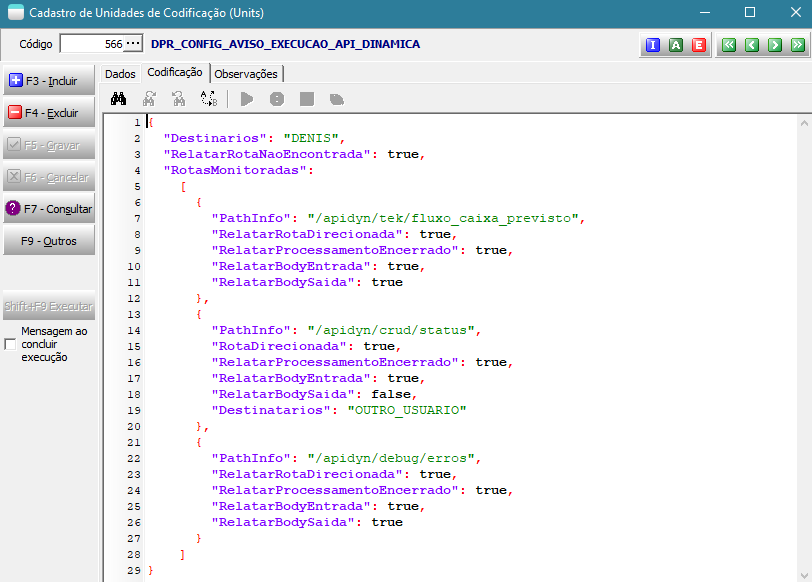 Cadastro de Unidades de Codificação (Units)
Código 566 ··· DPR_CONFIG_AVISO_EXECUCAO_API_DINAMICA
I A E
F3 - Incluir
F4 - Excluir
F5 - Gravar
F6 - Cancelar
F7 - Consultar
F9 - Outros
Shift+F9 Executar
Mensagem ao
concluir
execução
Dados Codificação Observações
1 {
2 "Destinarios": "DENIS",
3 "RelatarRotaNaoEncontrada": true,
4 "RotasMonitoradas":
5 [
6 {
7 "PathInfo": "/apidyn/tek/fluxo_caixa_previsto",
8 "RelatarRotaDirecionada": true,
9 "RelatarProcessamentoEncerrado": true,
10 "RelatarBodyEntrada": true,
11 "RelatarBodySaida": true
12 },
13 {
14 "PathInfo": "/apidyn/crud/status",
15 "RotaDirecionada": true,
16 "RelatarProcessamentoEncerrado": true,
17 "RelatarBodyEntrada": true,
18 "RelatarBodySaida": false,
19 "Destinatarios": "OUTRO_USUARIO"
20 },
21 {
22 "PathInfo": "/apidyn/debug/erros",
23 "RelatarRotaDirecionada": true,
24 "RelatarProcessamentoEncerrado": true,
25 "RelatarBodyEntrada": true,
26 "RelatarBodySaida": true
27 }
28 ]
29 }